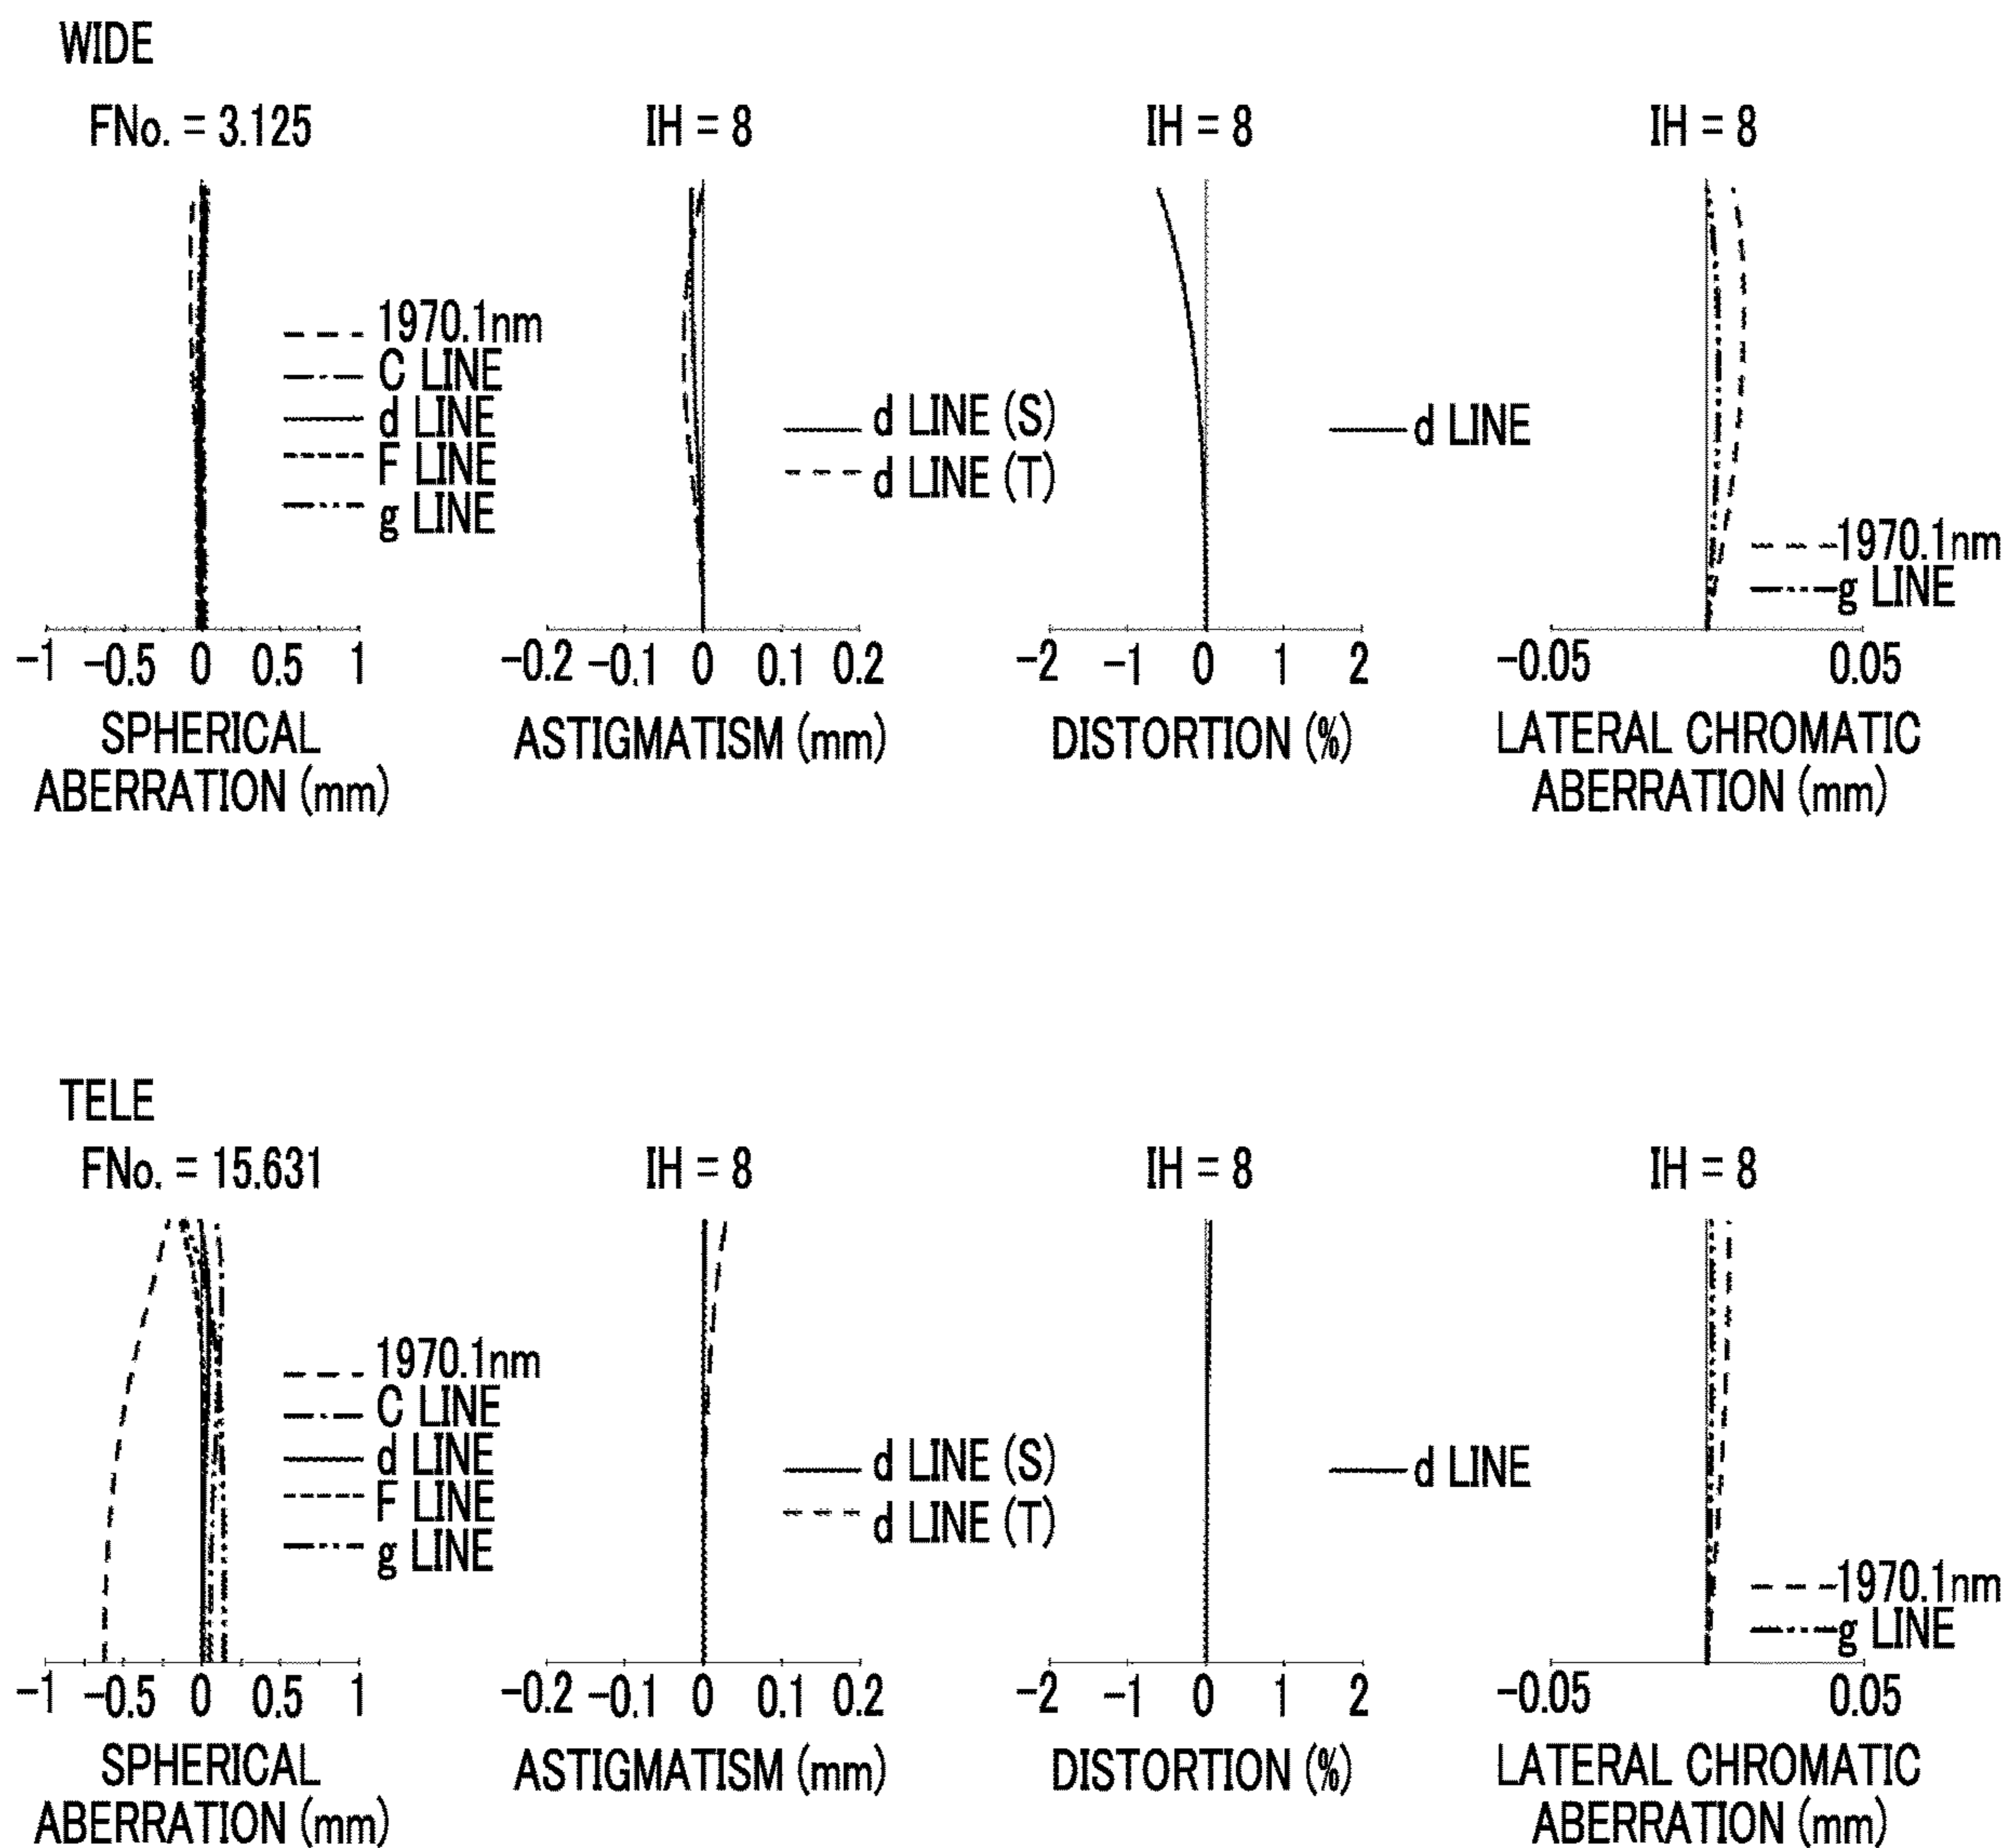 WIDE
FNo. = 3.125
IH = 8
IH = 8
IH = 8
1970.1nm
C LINE
d LINE
F LINE
g LINE
d LINE (S)
d LINE (T)
d LINE
1970.1nm
g LINE
-1 -0.5 0 0.5 1
-0.2 -0.1 0 0.1 0.2
-2 -1 0 1 2
-0.05 0.05
SPHERICAL
ABERRATION (mm)
ASTIGMATISM (mm)
DISTORTION (%)
LATERAL CHROMATIC
ABERRATION (mm)
TELE
FNo. = 15.631
IH = 8
IH = 8
IH = 8
1970.1nm
C LINE
d LINE
F LINE
g LINE
d LINE (S)
d LINE (T)
d LINE
1970.1nm
g LINE
-1 -0.5 0 0.5 1
-0.2 -0.1 0 0.1 0.2
-2 -1 0 1 2
-0.05 0.05
SPHERICAL
ABERRATION (mm)
ASTIGMATISM (mm)
DISTORTION (%)
LATERAL CHROMATIC
ABERRATION (mm)